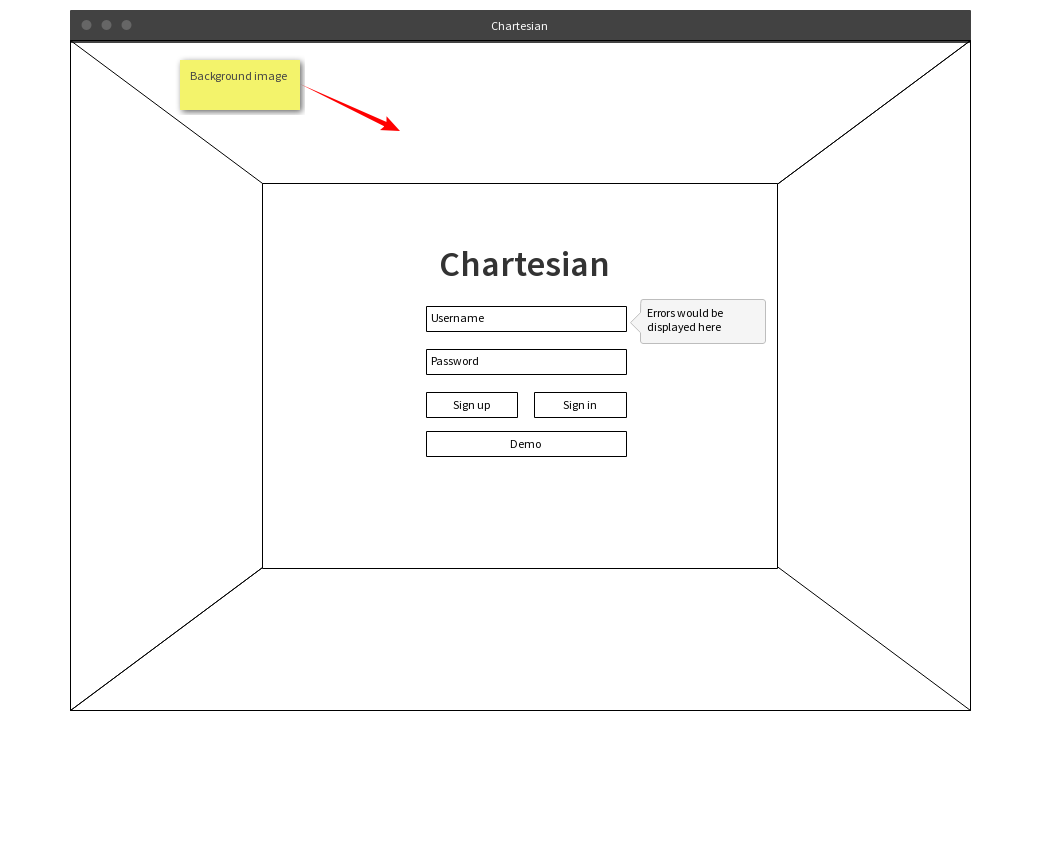 Chartesian
Background image
Chartesian
Username
Errors would be
displayed here
Password
Sign up
Sign in
Demo